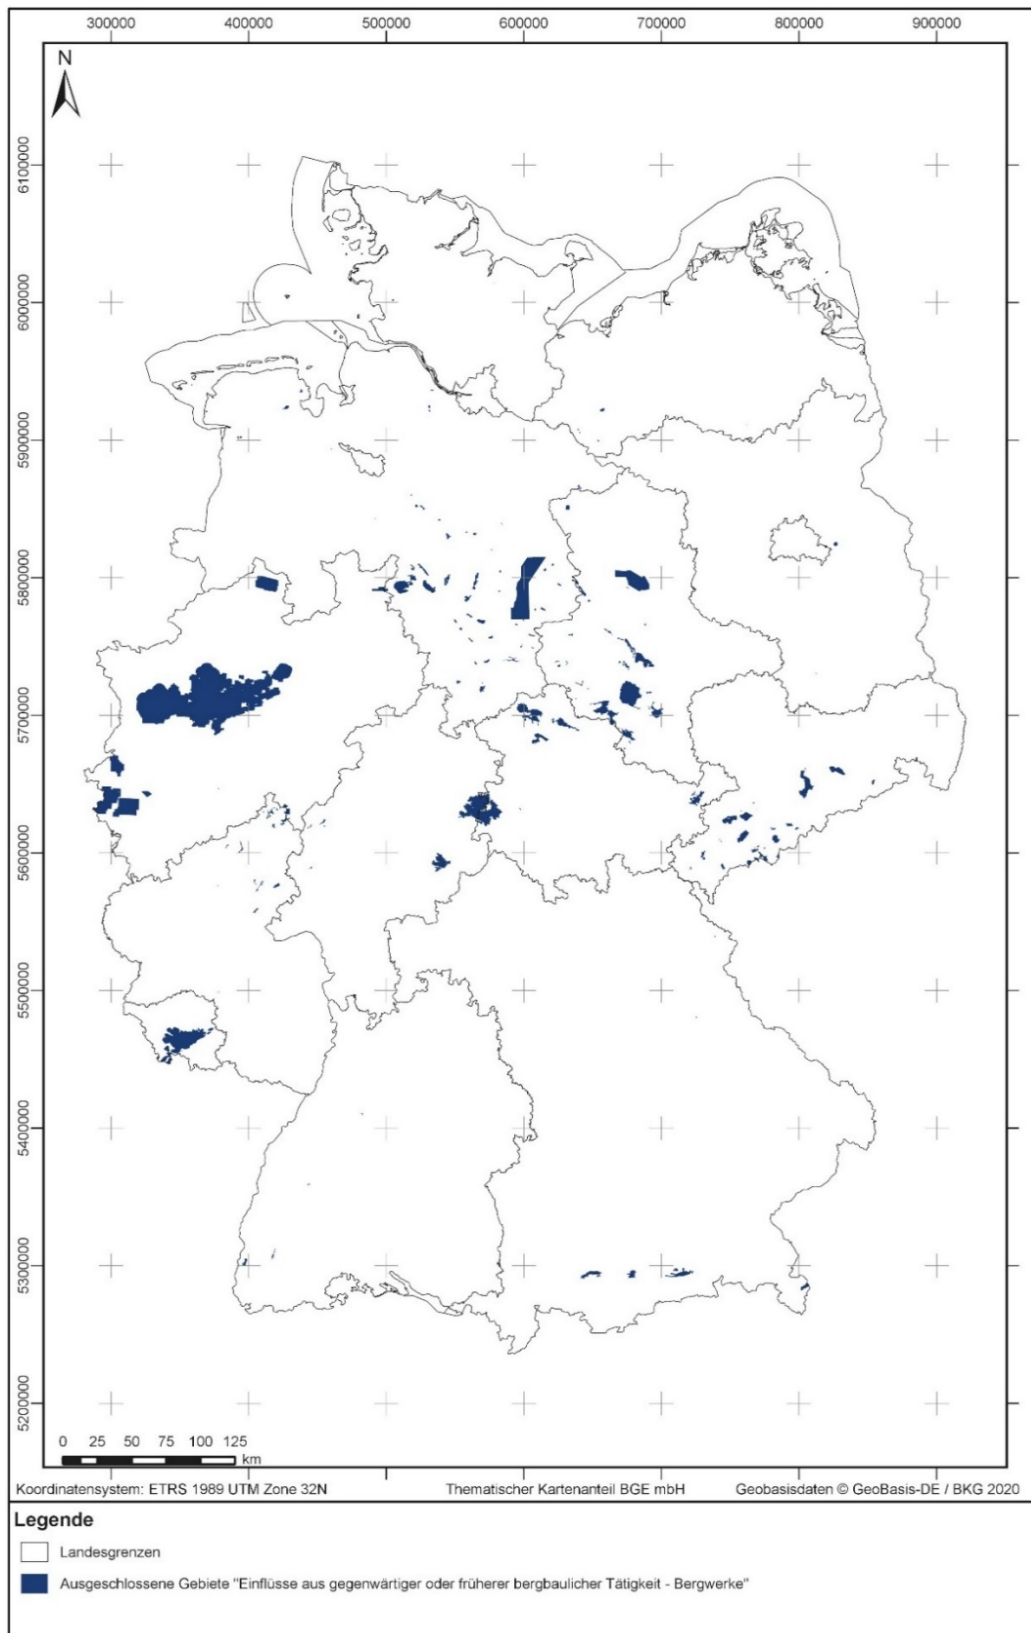 300000 400000 500000 600000 700000 800000 900000
N
6100000
6000000
5900000
5800000
5700000
5600000
5500000
5400000
5300000
5200000
0 25 50 75 100 125
km
Koordinatensystem: ETRS 1989 UTM Zone 32N Thematischer Kartenanteil BGE mbH Geobasisdaten © GeoBasis-DE / BKG 2020
Legende
Landesgrenzen
Ausgeschlossene Gebiete "Einflüsse aus gegenwärtiger oder früherer bergbaulicher Tätigkeit - Bergwerke"